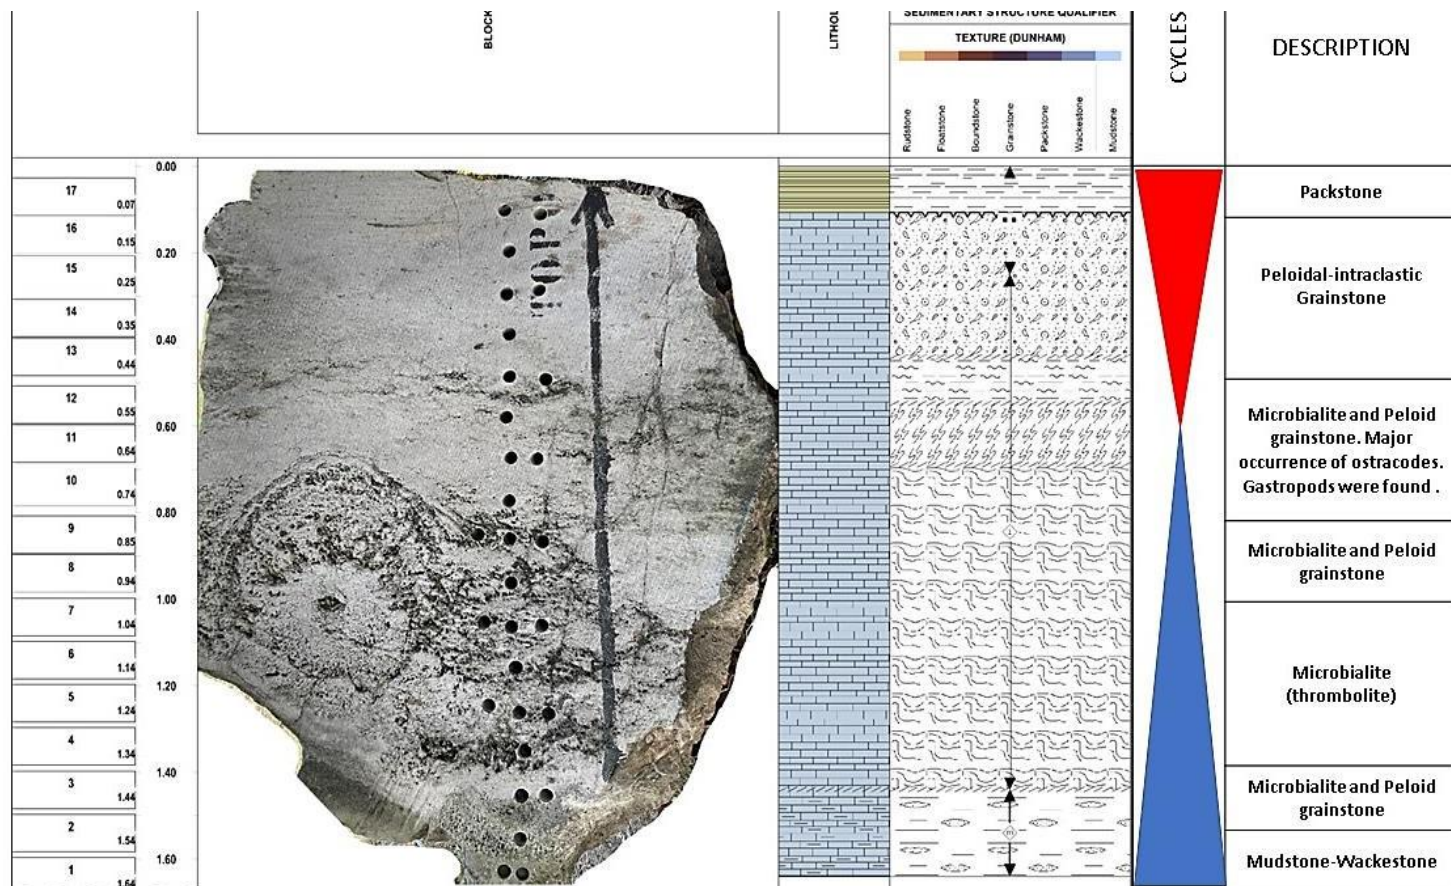 BLOCK
LITHOL
SEDIMENTARY STRUCTURE QUALIFIER
TEXTURE (DUNHAM)
Rudstone
Floatstone
Boundstone
Grainstone
Packstone
Wackestone
Mudstone
CYCLES
DESCRIPTION
17
0.07
16
0.15
15
0.25
14
0.35
13
0.44
12
0.55
11
0.64
10
0.74
9
0.85
8
0.94
7
1.04
6
1.14
5
1.24
4
1.34
3
1.44
2
1.54
1
1.64
0.00
0.20
0.40
0.60
0.80
1.00
1.20
1.40
1.60
Packstone
Peloidal-intraclastic
Grainstone
Microbialite and Peloid
grainstone. Major
occurrence of ostracodes.
Gastropods were found .
Microbialite and Peloid
grainstone
Microbialite
(thrombolite)
Microbialite and Peloid
grainstone
Mudstone-Wackestone